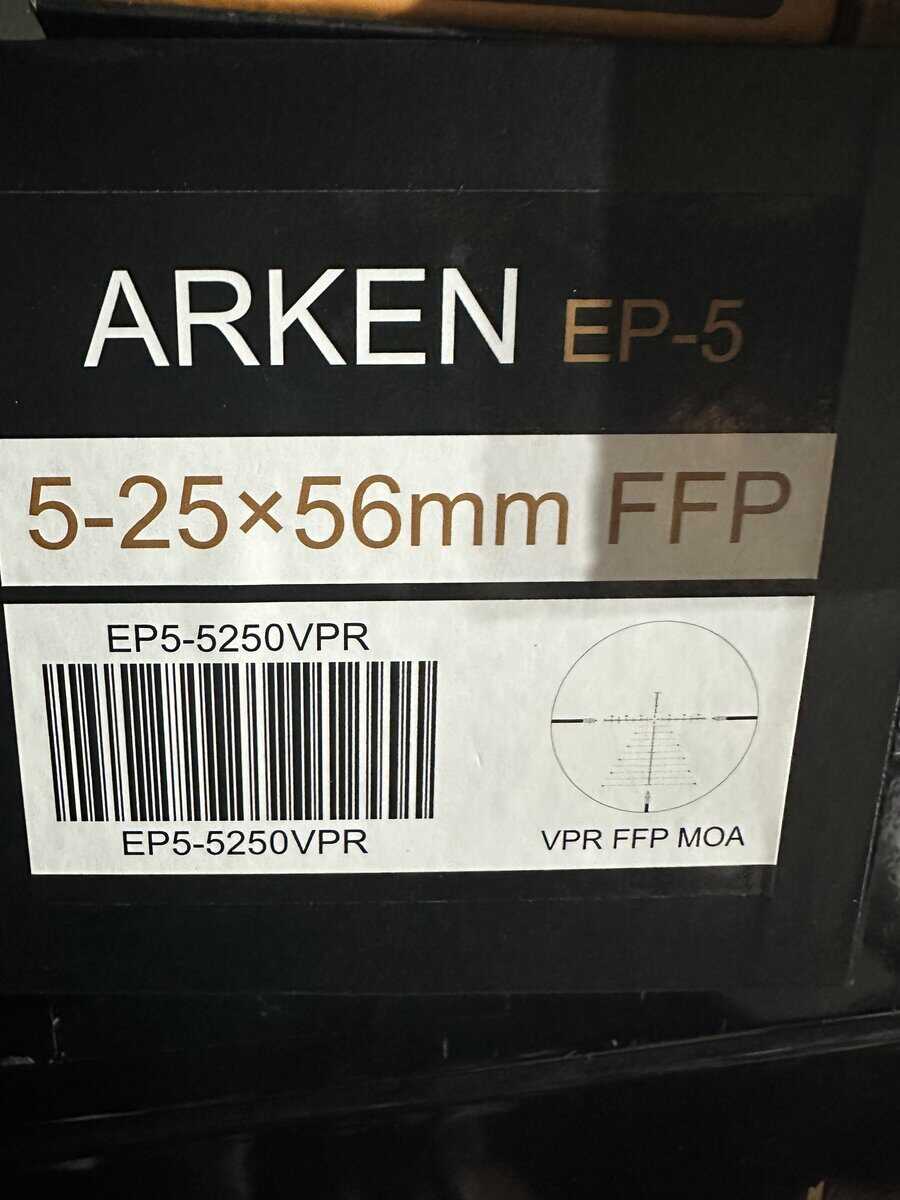 ARKEN EP-5
5-25×56mm FFP
EP5-5250VPR
EP5-5250VPR
VPR FFP MOA